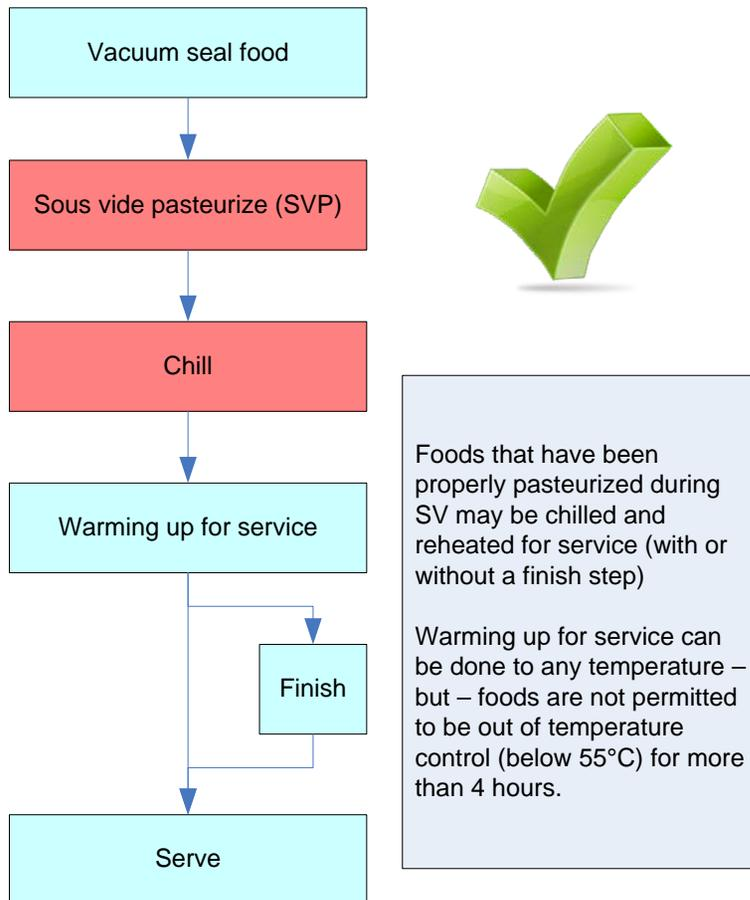 Vacuum seal food
Sous vide pasteurize (SVP)
Chill
Warming up for service
Finish
Serve
Foods that have been
properly pasteurized during
SV may be chilled and
reheated for service (with or
without a finish step)
Warming up for service can
be done to any temperature –
but – foods are not permitted
to be out of temperature
control (below 55°C) for more
than 4 hours.